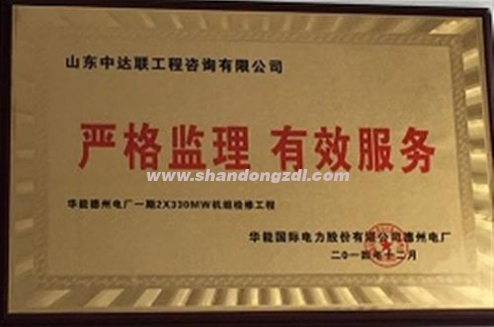 山东中达联工程咨询有限公司
严格监理 有效服务
www.shandongzdl.com
华能德州电厂一期2X330MW机组检修工程
华能国际电力股份有限公司德州电厂
二0一四年十二月